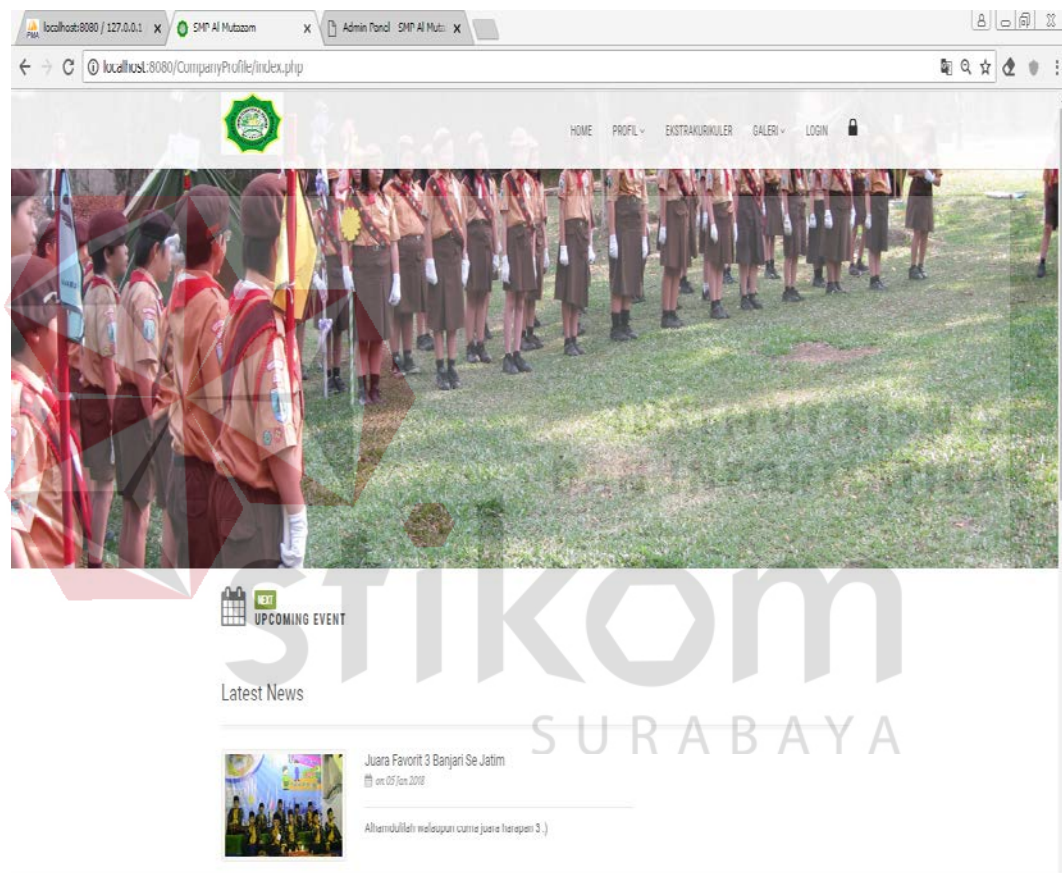 localhost:8080 / 127.0.0.1
SMP Al Mutazam
Admin Panel SMP Al Muta
PMA
localhost:8080/CompanyProfile/index.php
HOME PROFIL EKSTRAKURIKULER GALERI LOGIN
NEXT
UPCOMING EVENT
stikom
SURABAYA
Latest News
Juara Favorit 3 Banjari Se Jatim
on 05 Jan 2018
Alhamdulilah walaupun cuma juara harapan 3 .)